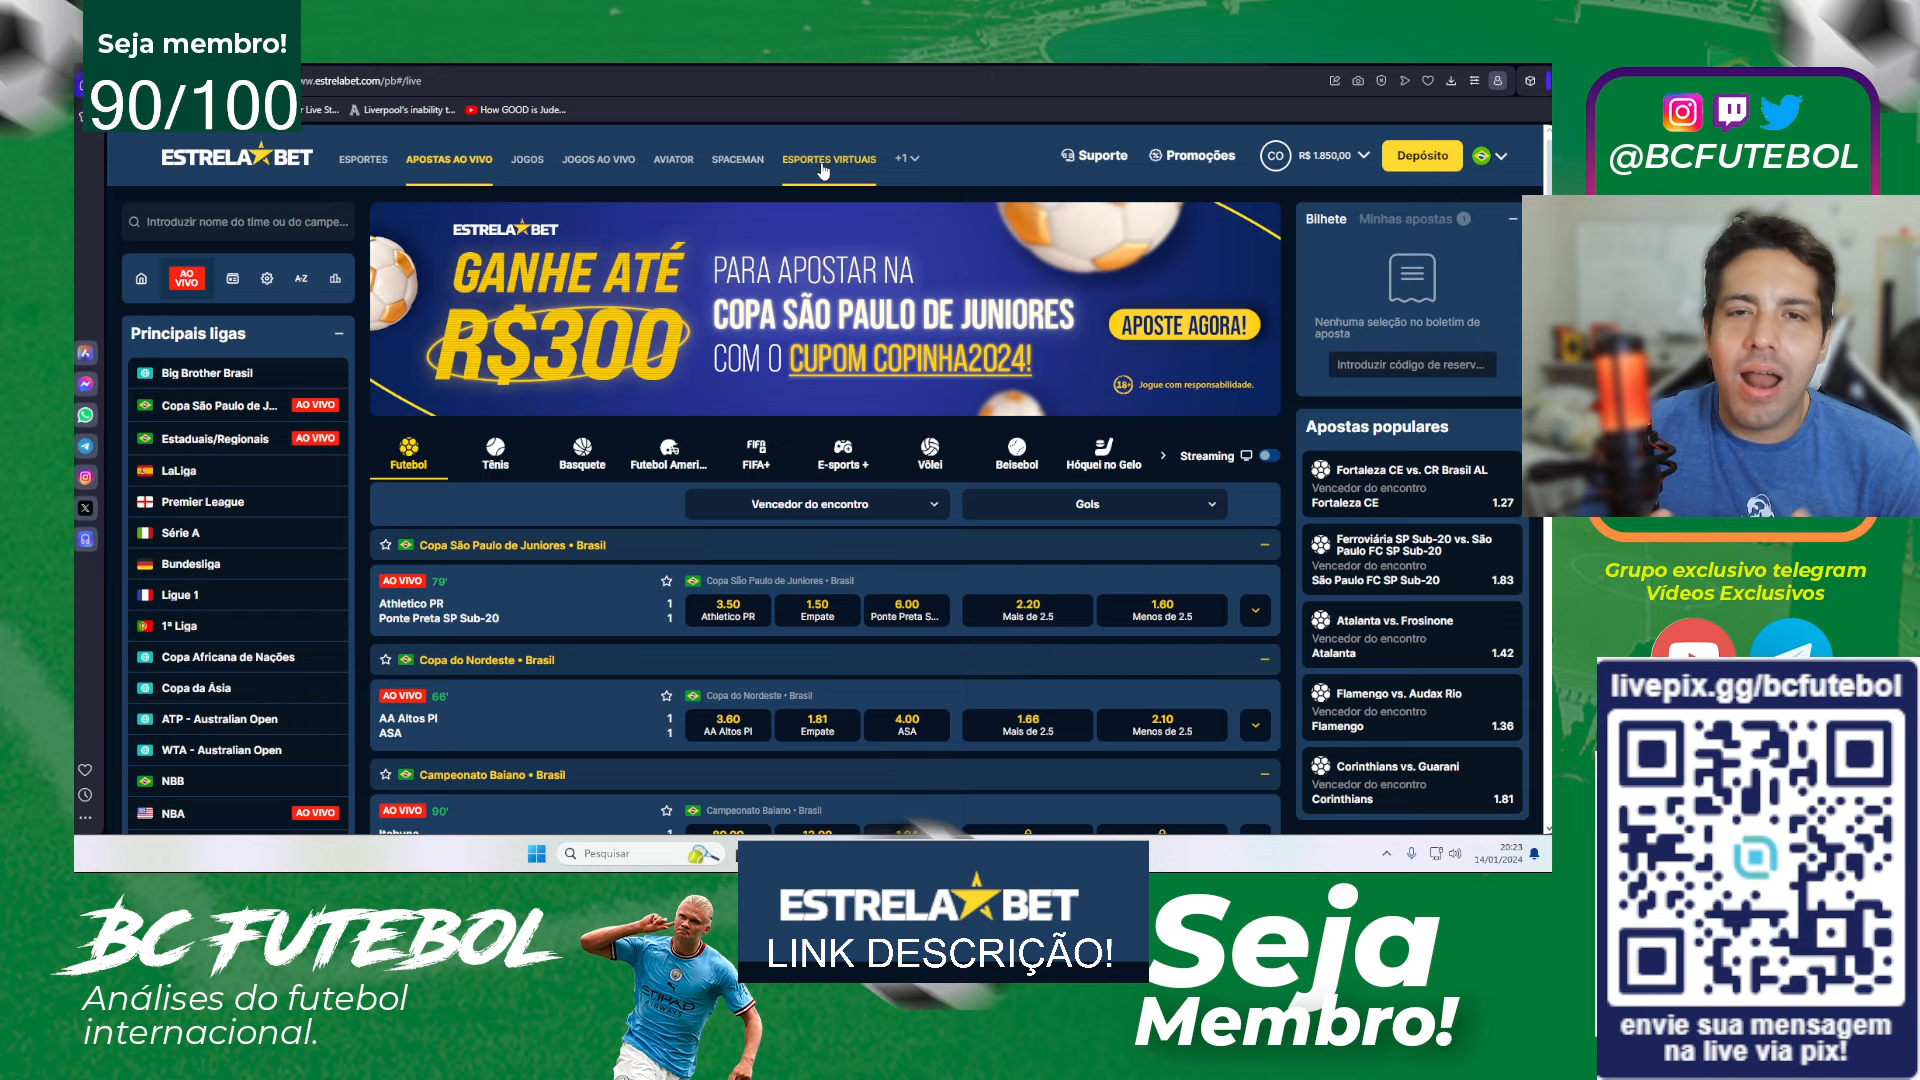 Seja membro!
90/100
w.estrelabet.com/pb#/live
r Live St...
Liverpool's inability t...
How GOOD is Jude...
ESTRELABET
ESPORTES
APOSTAS AO VIVO
JOGOS
JOGOS AO VIVO
AVIATOR
SPACEMAN
ESPORTES VIRTUAIS
+1
Suporte
Promoções
CO
R$ 1.850,00
Depósito
Introduzir nome do time ou do campe...
AO VIVO
A-Z
Principais ligas
Big Brother Brasil
Copa São Paulo de J... AO VIVO
Estaduais/Regionais AO VIVO
LaLiga
Premier League
Série A
Bundesliga
Ligue 1
1ª Liga
Copa Africana de Nações
Copa da Ásia
ATP - Australian Open
WTA - Australian Open
NBB
NBA AO VIVO
ESTRELABET
GANHE ATÉ
R$300
PARA APOSTAR NA
COPA SÃO PAULO DE JUNIORES
COM O CUPOM COPINHA2024!
APOSTE AGORA!
18+ Jogue com responsabilidade.
Futebol
Tênis
Basquete
Futebol Ameri...
FIFA
FIFA+
E-sports +
Vôlei
Beisebol
Hóquei no Gelo
Streaming
Vencedor do encontro
Gols
Copa São Paulo de Juniores • Brasil
AO VIVO 79'
Copa São Paulo de Juniores • Brasil
Athletico PR 1
Ponte Preta SP Sub-20 1
3.50 1.50 6.00 2.20 1.60
Athletico PR Empate Ponte Preta S... Mais de 2.5 Menos de 2.5
Copa do Nordeste • Brasil
AO VIVO 66'
Copa do Nordeste • Brasil
AA Altos PI 1
ASA 1
3.60 1.81 4.00 1.66 2.10
AA Altos PI Empate ASA Mais de 2.5 Menos de 2.5
Campeonato Baiano • Brasil
AO VIVO 90'
Campeonato Baiano • Brasil
Itabuna 1
Bilhete Minhas apostas 1
Nenhuma seleção no boletim de
aposta
Introduzir código de reserv...
Apostas populares
Fortaleza CE vs. CR Brasil AL
Vencedor do encontro
Fortaleza CE 1.27
Ferroviária SP Sub-20 vs. São
Paulo FC SP Sub-20
Vencedor do encontro
São Paulo FC SP Sub-20 1.83
Atalanta vs. Frosinone
Vencedor do encontro
Atalanta 1.42
Flamengo vs. Audax Rio
Vencedor do encontro
Flamengo 1.36
Corinthians vs. Guarani
Vencedor do encontro
Corinthians 1.81
Pesquisar
20:23
14/01/2024
@BCFUTEBOL
Grupo exclusivo telegram
Vídeos Exclusivos
livepix.gg/bcfutebol
envie sua mensagem
na live via pix!
BC FUTEBOL
Análises do futebol
internacional.
ETIHAD
AIRWAYS
ESTRELABET
LINK DESCRIÇÃO!
Seja
Membro!